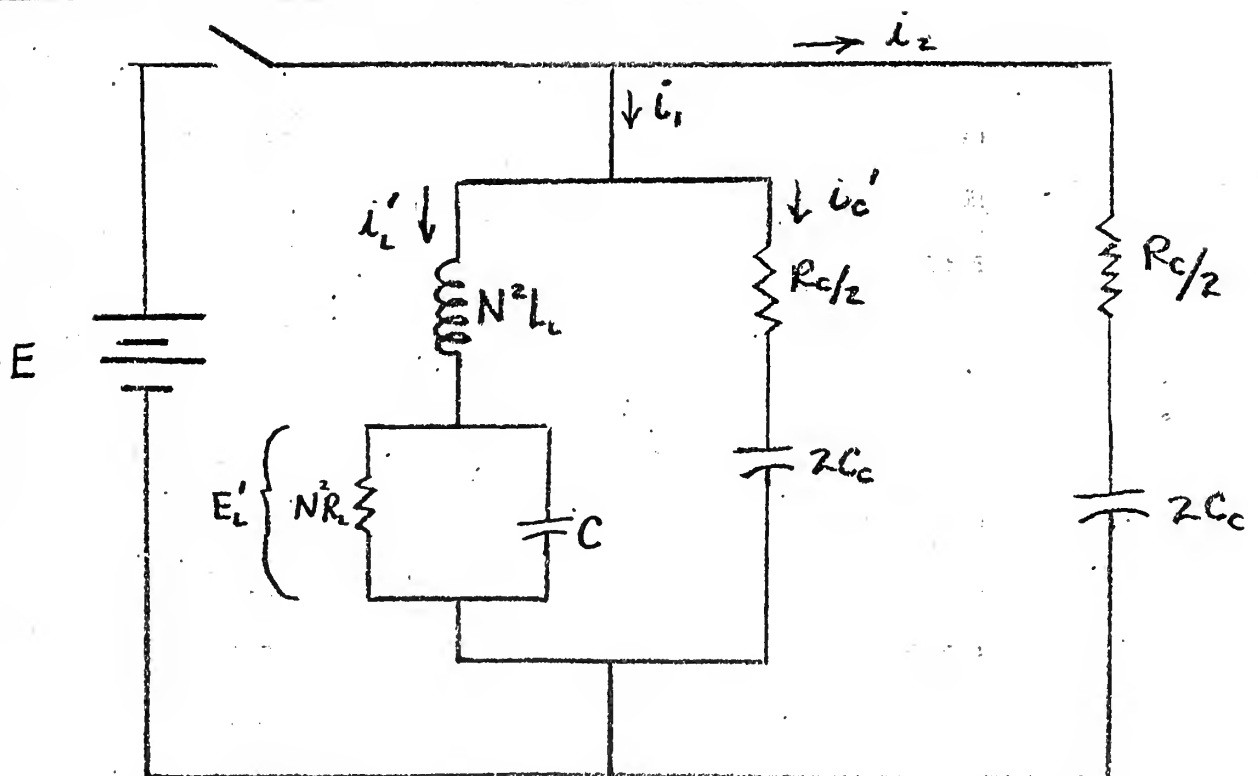 i₂
i₁
i_L'
i_c'
N²L_L
R_c/2
R_c/2
E
E_L'
N²R_L
C
2C_c
2C_c